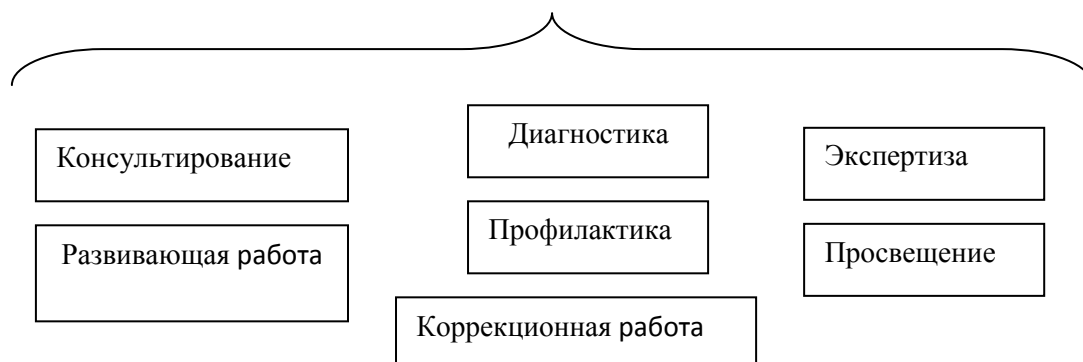 Диагностика
Консультирование
Экспертиза
Профилактика
Развивающая работа
Просвещение
Коррекционная работа